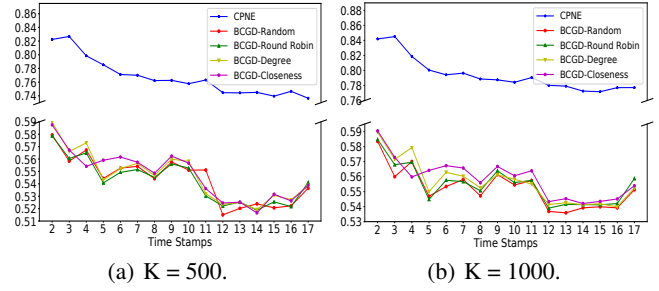 0.86
0.84
0.82
0.80
0.78
0.76
0.74
0.59
0.58
0.57
0.56
0.55
0.54
0.53
0.52
0.51
CPNE
BCGD-Random
BCGD-Round Robin
BCGD-Degree
BCGD-Closeness
2 3 4 5 6 7 8 9 10 11 12 13 14 15 16 17
Time Stamps
(a) K = 500.
0.86
0.84
0.82
0.80
0.78
0.76
0.59
0.58
0.57
0.56
0.55
0.54
0.53
CPNE
BCGD-Random
BCGD-Round Robin
BCGD-Degree
BCGD-Closeness
2 3 4 5 6 7 8 9 10 11 12 13 14 15 16 17
Time Stamps
(b) K = 1000.